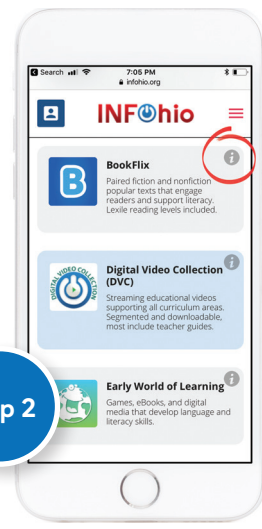 Search 7:05 PM
infohio.org
INFOhio
BookFlix
Paired fiction and nonfiction
popular texts that engage
readers and support literacy.
Lexile reading levels included.
B
Digital Video Collection
(DVC)
Streaming educational videos
supporting all curriculum areas.
Segmented and downloadable,
most include teacher guides.
DIGITAL VIDEO COLLECTION
Early World of Learning
Games, eBooks, and digital
media that develop language and
literacy skills.
p 2